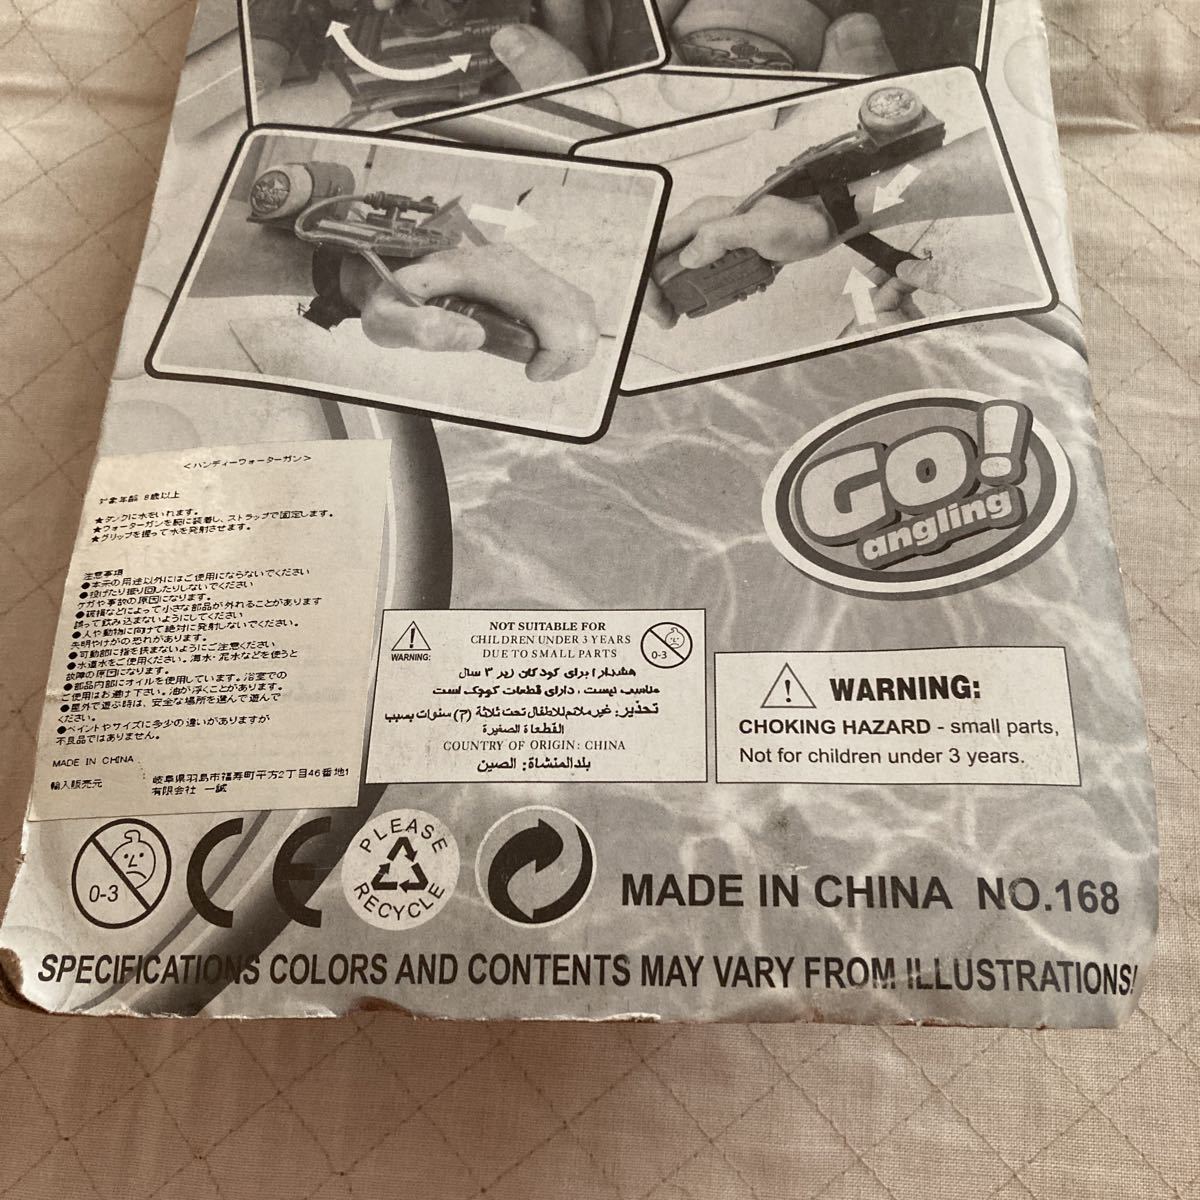 GO!
angling
<ハンディーウォーターガン>
対象年齢 8歳以上
★タンクに水をいれます。
★ウォーターガンを腕に装着し、ストラップで固定します。
★グリップを握って水を発射させます。
注意事項
●本来の用途以外にはご使用にならないでください
●投げたり振り回したりしないでください
ケガや事故の原因になります。
●破損などによって小さな部品が外れることがあります
誤って飲み込まないようにしてください
●人や動物に向けて絶対に発射しないでください。
失明やけがの恐れがあります。
●可動部に指を挟まないようにご注意ください
●水道水をご使用ください。海水・泥水などを使うと
故障の原因になります。
●部品内部にオイルを使用しています。浴室での
ご使用はお避け下さい。油が浮くことがあります。
●屋外で遊ぶ時は、安全な場所を選んで遊んで
ください。
●ペイントやサイズに多少の違いがありますが
不良品ではありません。
MADE IN CHINA
輸入販売元 岐阜県羽島市福寿町平方2丁目46番地1
有限会社 一誠
WARNING:
NOT SUITABLE FOR
CHILDREN UNDER 3 YEARS
DUE TO SMALL PARTS
0-3
هشدار! برای کودکان زیر ۳ سال
مناسب نیست، دارای قطعات کوچک است
تحذير: غير ملائم للاطفال تحت ثلاثة (٣) سنوات بسبب
القطعاة الصغيرة
COUNTRY OF ORIGIN: CHINA
بلد المنشاة: الصين
WARNING:
CHOKING HAZARD - small parts,
Not for children under 3 years.
0-3
CE
PLEASE
RECYCLE
MADE IN CHINA NO.168
SPECIFICATIONS COLORS AND CONTENTS MAY VARY FROM ILLUSTRATIONS!